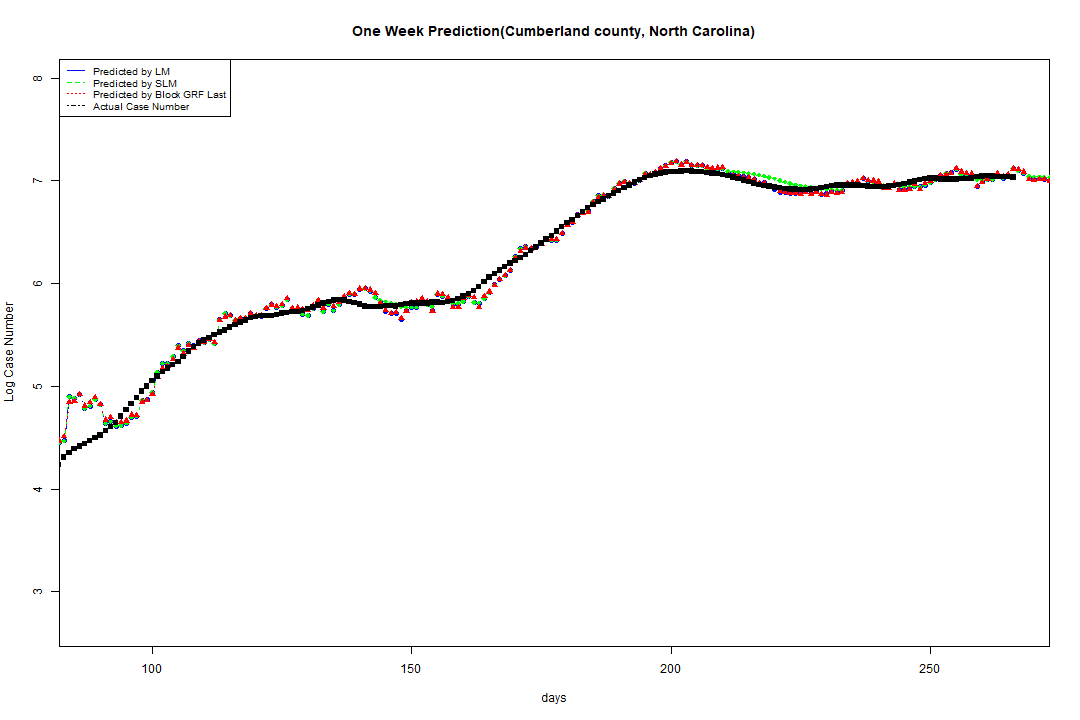 One Week Prediction(Cumberland county, North Carolina)
Predicted by LM
Predicted by SLM
Predicted by Block GRF Last
Actual Case Number
8
7
6
5
4
3
Log Case Number
100 150 200 250
days